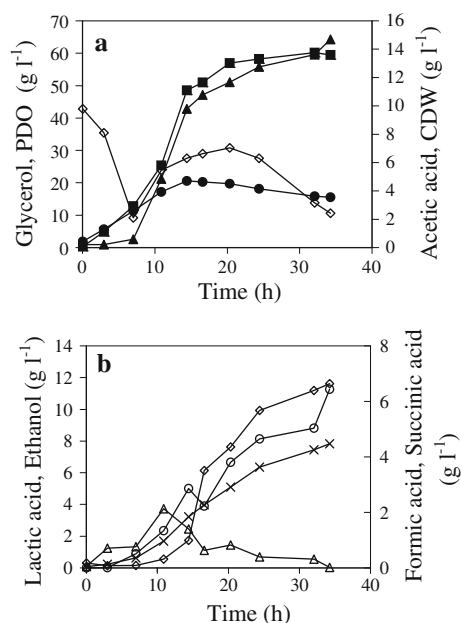 a
Glycerol, PDO (g l⁻¹)
70
60
50
40
30
20
10
0
Acetic acid, CDW (g l⁻¹)
16
14
12
10
8
6
4
2
0
0 10 20 30 40
Time (h)
b
Lactic acid, Ethanol (g l⁻¹)
14
12
10
8
6
4
2
0
Formic acid, Succinic acid
(g l⁻¹)
8
6
4
2
0
0 10 20 30 40
Time (h)